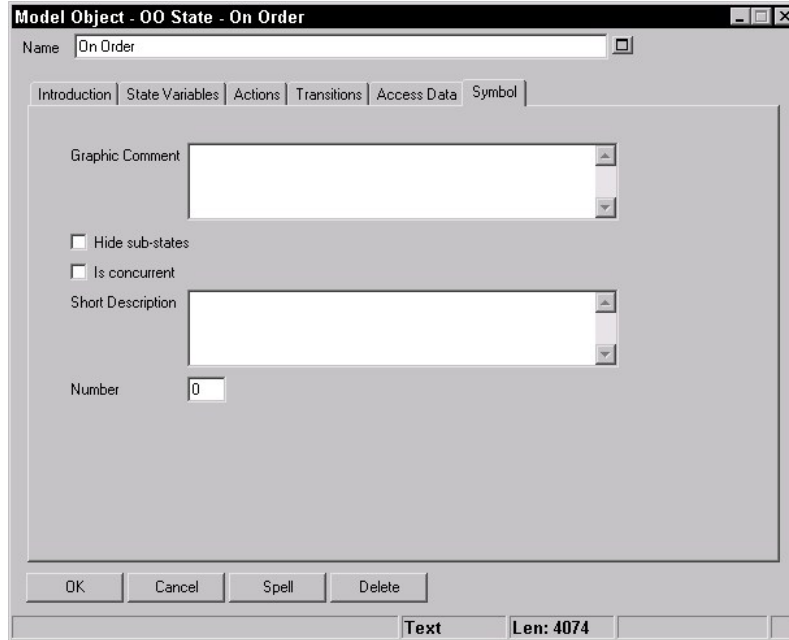 Model Object - OO State - On Order
Name On Order
Introduction State Variables Actions Transitions Access Data Symbol
Graphic Comment
Hide sub-states
Is concurrent
Short Description
Number 0
OK Cancel Spell Delete
Text Len: 4074